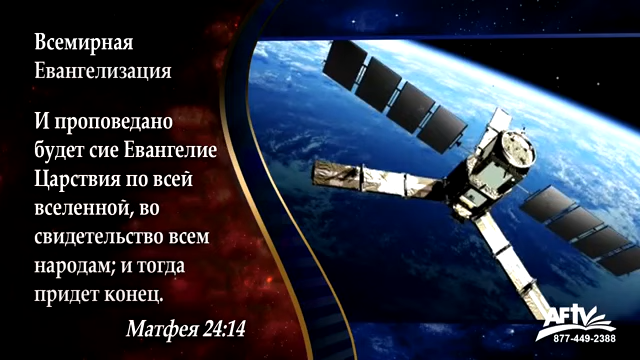 Всемирная
Евангелизация
И проповедано
будет сие Евангелие
Царствия по всей
вселенной, во
свидетельство всем
народам; и тогда
придет конец.
Матфея 24:14
AFTV
877-449-2388